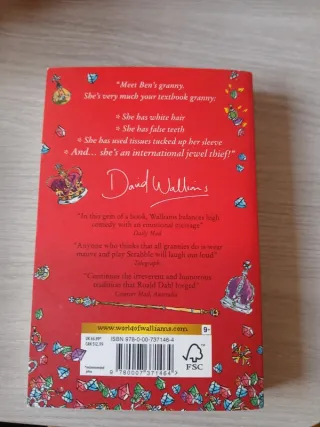 "Meet Ben's granny.
She's very much your textbook granny:
She has white hair
She has false teeth
She has used tissues tucked up her sleeve
And... she's an international jewel thief!"
David Walliams
"In this gem of a book, Walliams balances high
comedy with an emotional message"
Daily Mail
"Anyone who thinks that all grannies do is wear
mauve and play Scrabble will laugh out loud"
Telegraph
"Continues the irreverent and humorous
tradition that Roald Dahl forged"
Courier Mail, Australia
www.worldofwalliams.com
9+
ISBN 978-0-00-737146-4
FSC
9 780007 371464